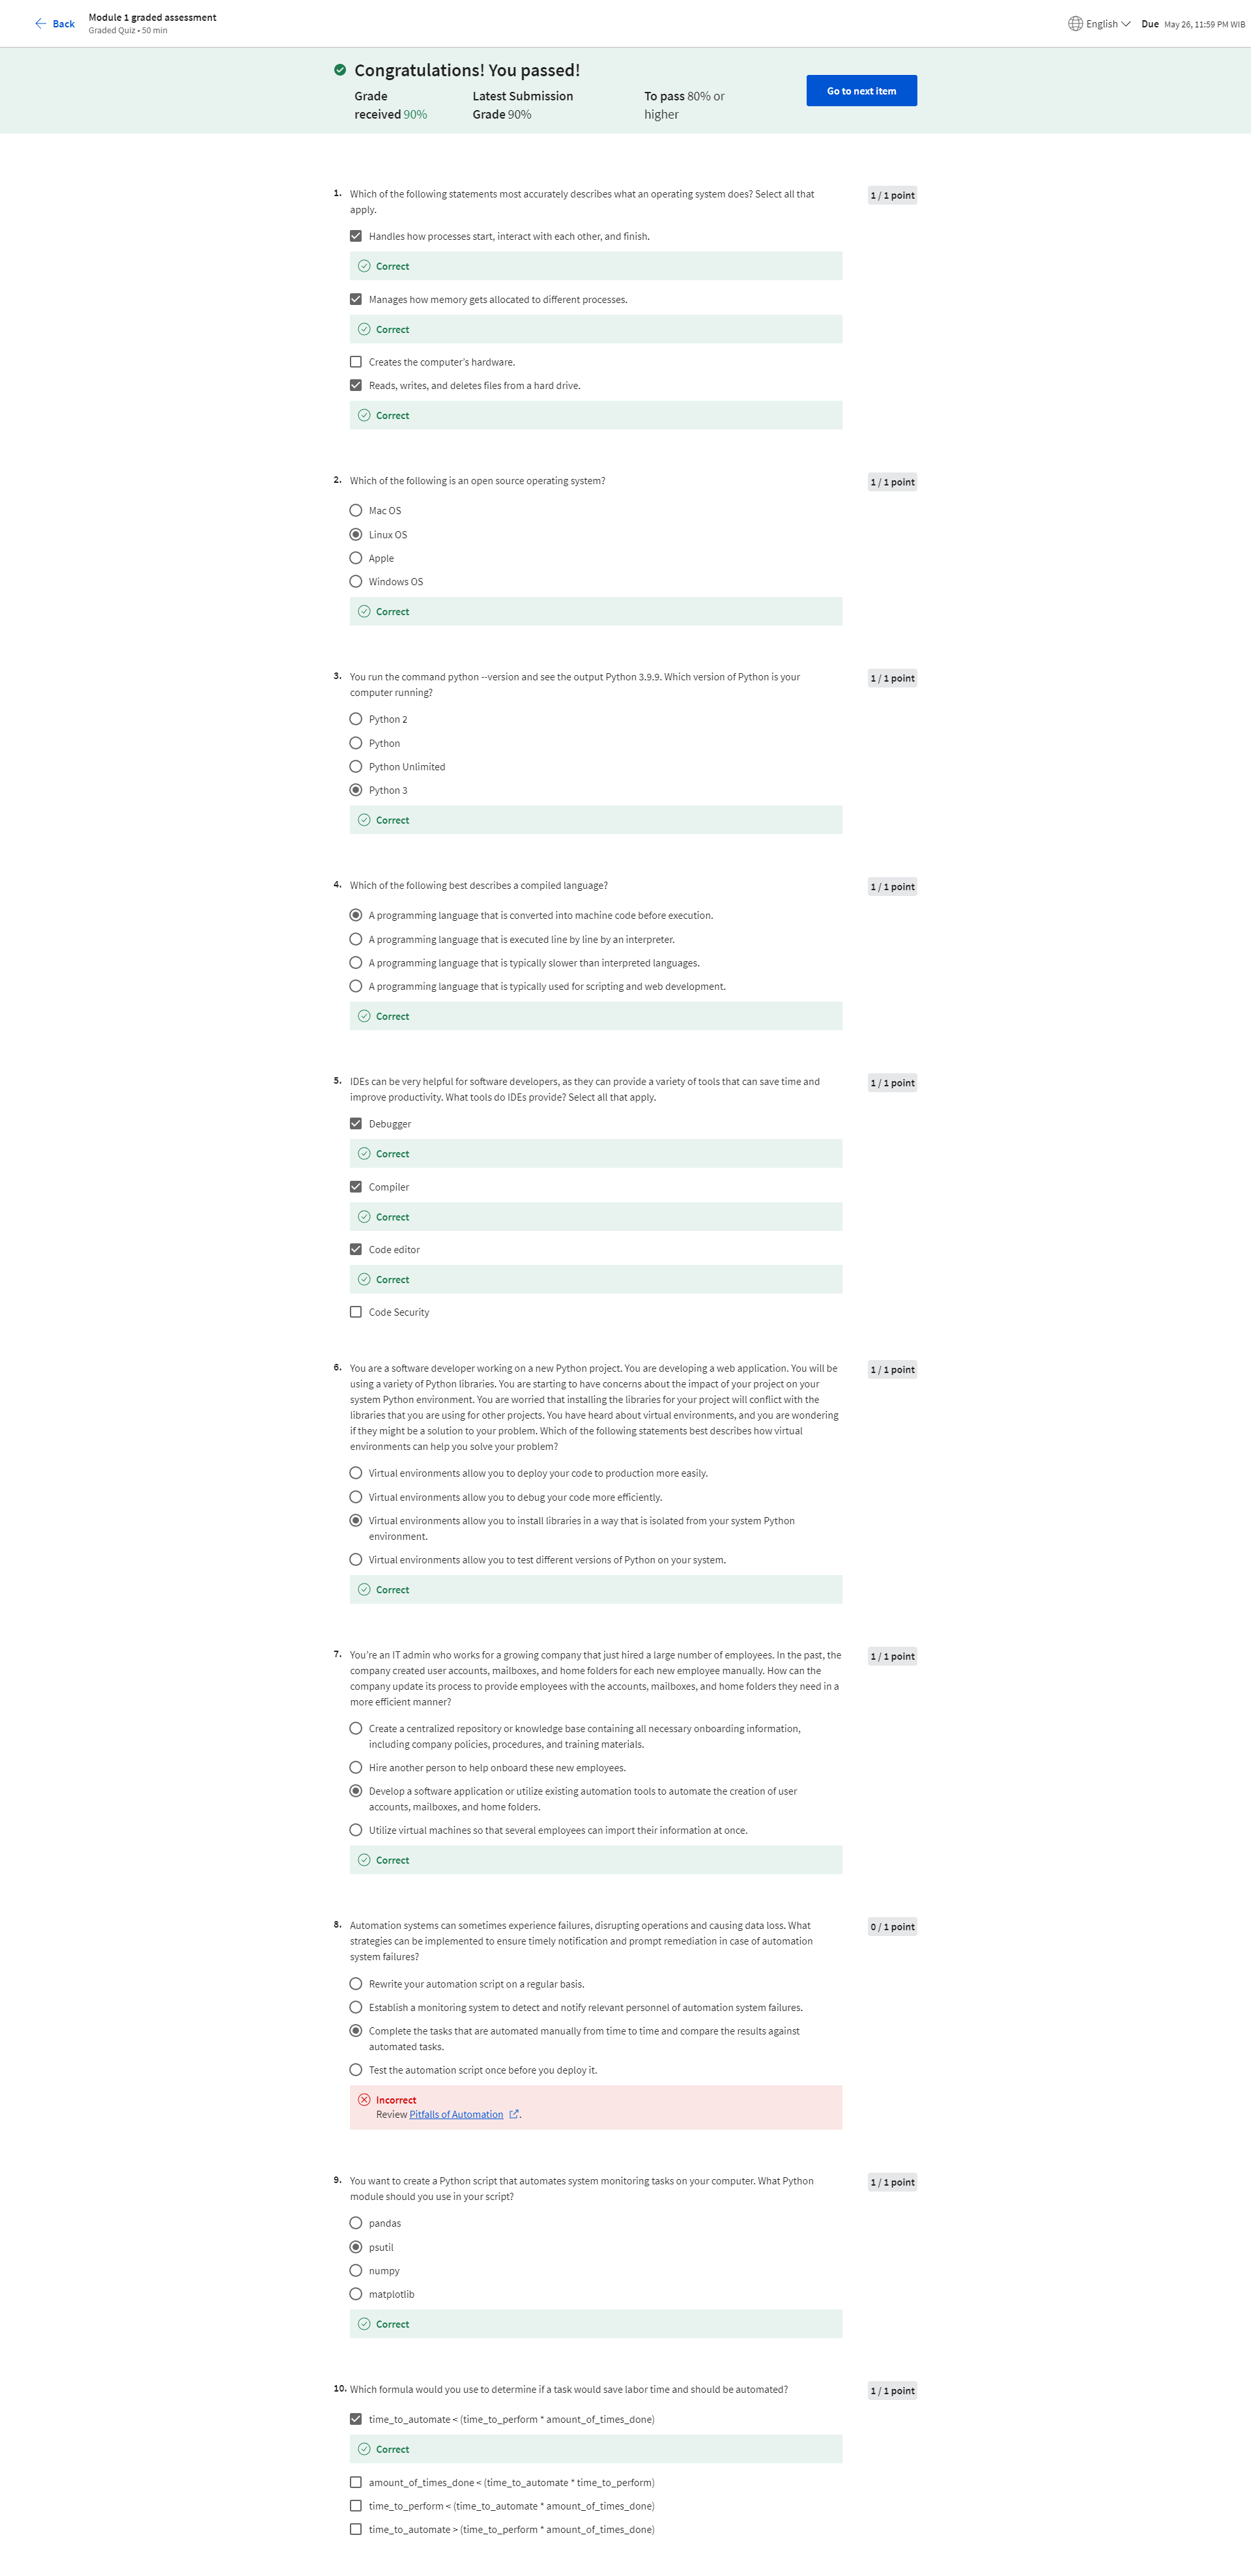 Back
Module 1 graded assessment
Graded Quiz • 50 min
English
Due May 26, 11:59 PM WIB
Congratulations! You passed!
Grade
received 90%
Latest Submission
Grade 90%
To pass 80% or
higher
Go to next item
1. Which of the following statements most accurately describes what an operating system does? Select all that
apply.
1 / 1 point
Handles how processes start, interact with each other, and finish.
Correct
Manages how memory gets allocated to different processes.
Correct
Creates the computer's hardware.
Reads, writes, and deletes files from a hard drive.
Correct
2. Which of the following is an open source operating system?
1 / 1 point
Mac OS
Linux OS
Apple
Windows OS
Correct
3. You run the command python --version and see the output Python 3.9.9. Which version of Python is your
computer running?
1 / 1 point
Python 2
Python
Python Unlimited
Python 3
Correct
4. Which of the following best describes a compiled language?
1 / 1 point
A programming language that is converted into machine code before execution.
A programming language that is executed line by line by an interpreter.
A programming language that is typically slower than interpreted languages.
A programming language that is typically used for scripting and web development.
Correct
5. IDEs can be very helpful for software developers, as they can provide a variety of tools that can save time and
improve productivity. What tools do IDEs provide? Select all that apply.
1 / 1 point
Debugger
Correct
Compiler
Correct
Code editor
Correct
Code Security
6. You are a software developer working on a new Python project. You are developing a web application. You will be
using a variety of Python libraries. You are starting to have concerns about the impact of your project on your
system Python environment. You are worried that installing the libraries for your project will conflict with the
libraries that you are using for other projects. You have heard about virtual environments, and you are wondering
if they might be a solution to your problem. Which of the following statements best describes how virtual
environments can help you solve your problem?
1 / 1 point
Virtual environments allow you to deploy your code to production more easily.
Virtual environments allow you to debug your code more efficiently.
Virtual environments allow you to install libraries in a way that is isolated from your system Python
environment.
Virtual environments allow you to test different versions of Python on your system.
Correct
7. You're an IT admin who works for a growing company that just hired a large number of employees. In the past, the
company created user accounts, mailboxes, and home folders for each new employee manually. How can the
company update its process to provide employees with the accounts, mailboxes, and home folders they need in a
more efficient manner?
1 / 1 point
Create a centralized repository or knowledge base containing all necessary onboarding information,
including company policies, procedures, and training materials.
Hire another person to help onboard these new employees.
Develop a software application or utilize existing automation tools to automate the creation of user
accounts, mailboxes, and home folders.
Utilize virtual machines so that several employees can import their information at once.
Correct
8. Automation systems can sometimes experience failures, disrupting operations and causing data loss. What
strategies can be implemented to ensure timely notification and prompt remediation in case of automation
system failures?
0 / 1 point
Rewrite your automation script on a regular basis.
Establish a monitoring system to detect and notify relevant personnel of automation system failures.
Complete the tasks that are automated manually from time to time and compare the results against
automated tasks.
Test the automation script once before you deploy it.
Incorrect
Review Pitfalls of Automation .
9. You want to create a Python script that automates system monitoring tasks on your computer. What Python
module should you use in your script?
1 / 1 point
pandas
psutil
numpy
matplotlib
Correct
10. Which formula would you use to determine if a task would save labor time and should be automated?
1 / 1 point
time_to_automate < (time_to_perform * amount_of_times_done)
Correct
amount_of_times_done < (time_to_automate * time_to_perform)
time_to_perform < (time_to_automate * amount_of_times_done)
time_to_automate > (time_to_perform * amount_of_times_done)